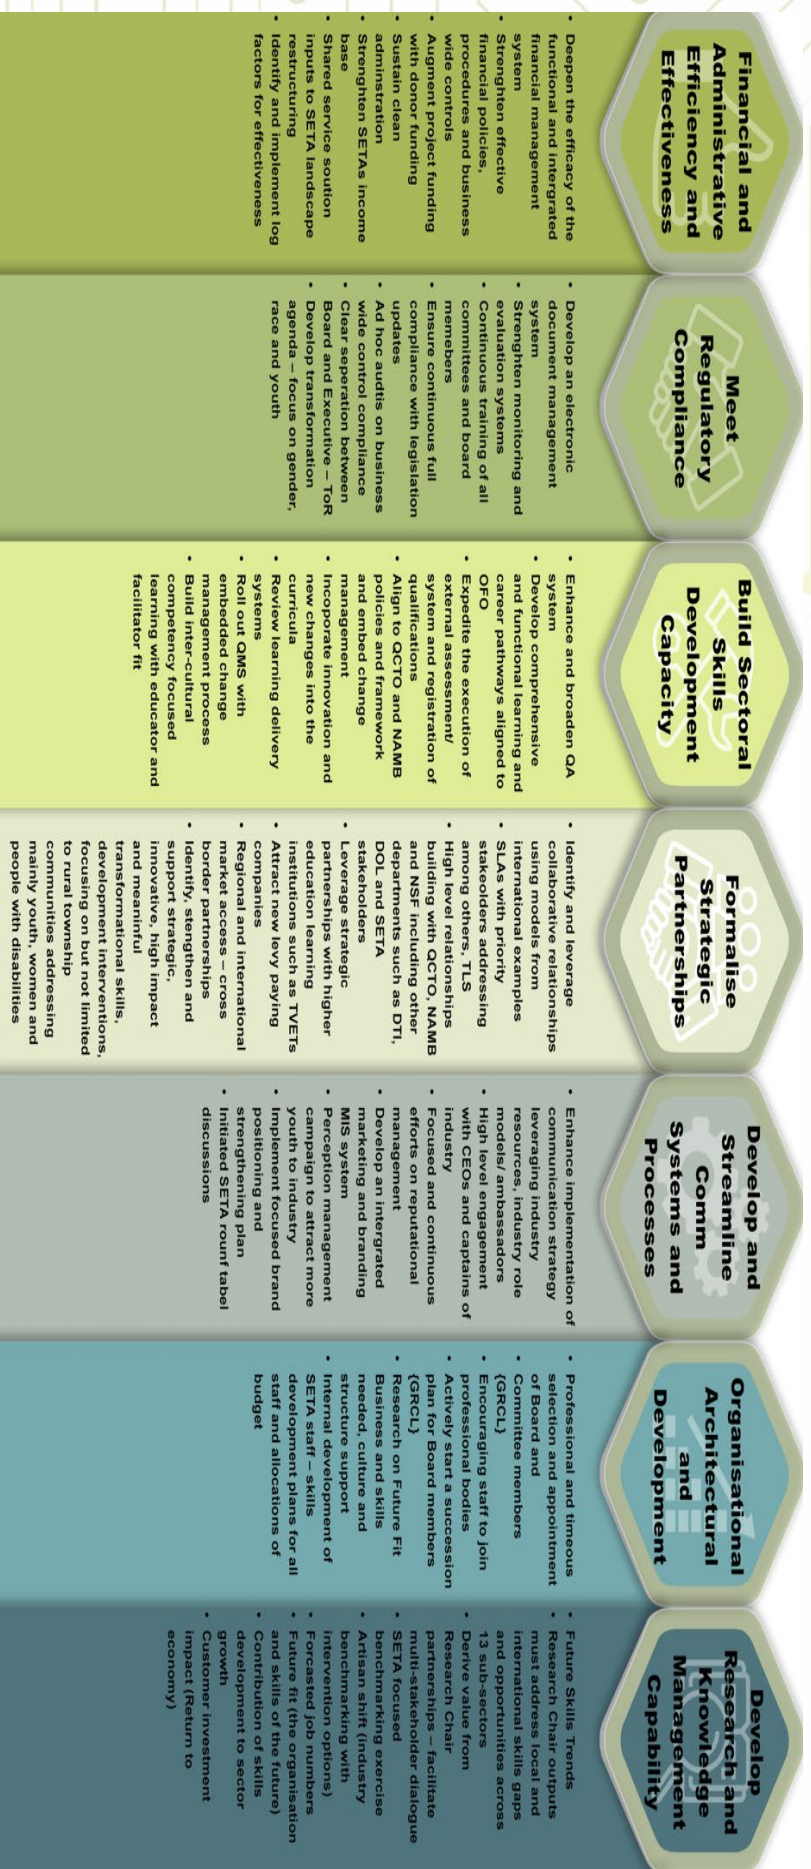 Financial and
Administrative
Efficiency and
Effectiveness
• Deepen the efficacy of the
functional and intergrated
financial management
system
• Strenghten effective
financial policies,
procedures and business
wide controls
• Augment project funding
with donor funding
• Sustain clean
adminstration
• Strenghten SETAs income
base
• Shared service soution
inputs to SETA landscape
restructuring
• Identify and implement log
factors for effectiveness
Meet
Regulatory
Compliance
• Develop an electronic
document management
system
• Strenghten monitoring and
evaluation systems
• Continuous training of all
committees and board
memebers
• Ensure continuous full
compliance with legislation
updates
• Ad hoc audtis on business
wide control compliance
• Clear seperation between
Board and Executive – ToR
• Develop transformation
agenda – focus on gender,
race and youth
Build Sectoral
Skills
Development
Capacity
• Enhance and broaden QA
system
• Develop comprehensive
and functional learning and
career pathways aligned to
OFO
• Expedite the execution of
external assessment/
system and registration of
qualifications
• Align to QCTO and NAMB
policies and framework
and embed change
management
• Incoporate innovation and
new changes into the
curricula
• Review learning delivery
systems
• Roll out QMS with
embedded change
management process
• Build inter-cultural
competency focused
learning with educator and
facilitator fit
Formalise
Strategic
Partnerships
• Identify and leverage
collaborative relationships
using models from
international examples
• SLAs with priority
stakeolders addressing
among others, TLS
• High level relationships
building with QCTO, NAMB
and NSF including other
departments such as DTI,
DOL and SETA
stakeholders
• Leverage strategic
partnerships with higher
education learning
institutions such as TVETs
• Attract new levy paying
companies
• Regional and international
market access – cross
border partnerships
• Identify, stengthen and
support strategic,
innovative, high impact
and meaninful
transformational skills,
development interventions,
focusing on but not limited
to rural township
communities addressing
mainly youth, women and
people with disabilities
Develop and
Streamline
Comm
Systems and
Processes
• Enhance implementation of
communication strategy
leveraging industry
resources, industry role
models/ ambassadors
• High level engagement
with CEOs and captains of
industry
• Focused and continuous
efforts on reputational
management
• Develop an intergrated
marketing and branding
MIS system
• Perception management
campaign to attract more
youth to industry
• Implement focused brand
positioning and
strengthening plan
• Initiated SETA rounf tabel
discussions
Organisational
Architectural
and
Development
• Professional and timeous
selection and appointment
of Board and
• Committee members
{GRCL}
• Encouraging staff to join
professional bodies
• Actively start a succession
plan for Board members
{GRCL}
• Research on Future Fit
Business and skills
needed, culture and
structure support
• Internal development of
SETA staff – skills
development plans for all
staff and allocations of
budget
Develop
Research and
Knowledge
Management
Capability
• Future Skills Trends
• Research Chair outputs
must address local and
international skills gaps
and opportunities across
13 sub-sectors
• Derive value from
Research Chair
partnerships – facilitate
multi-stakeholder dialogue
• SETA focused
benchmarking exercise
• Artisan shift (industry
benchmarking with
intervention options)
• Forcasted job numbers
• Future fit (the organisation
and skills of the future)
• Contribution of skills
development to sector
growth
• Customer investment
impact (Return to
economy)